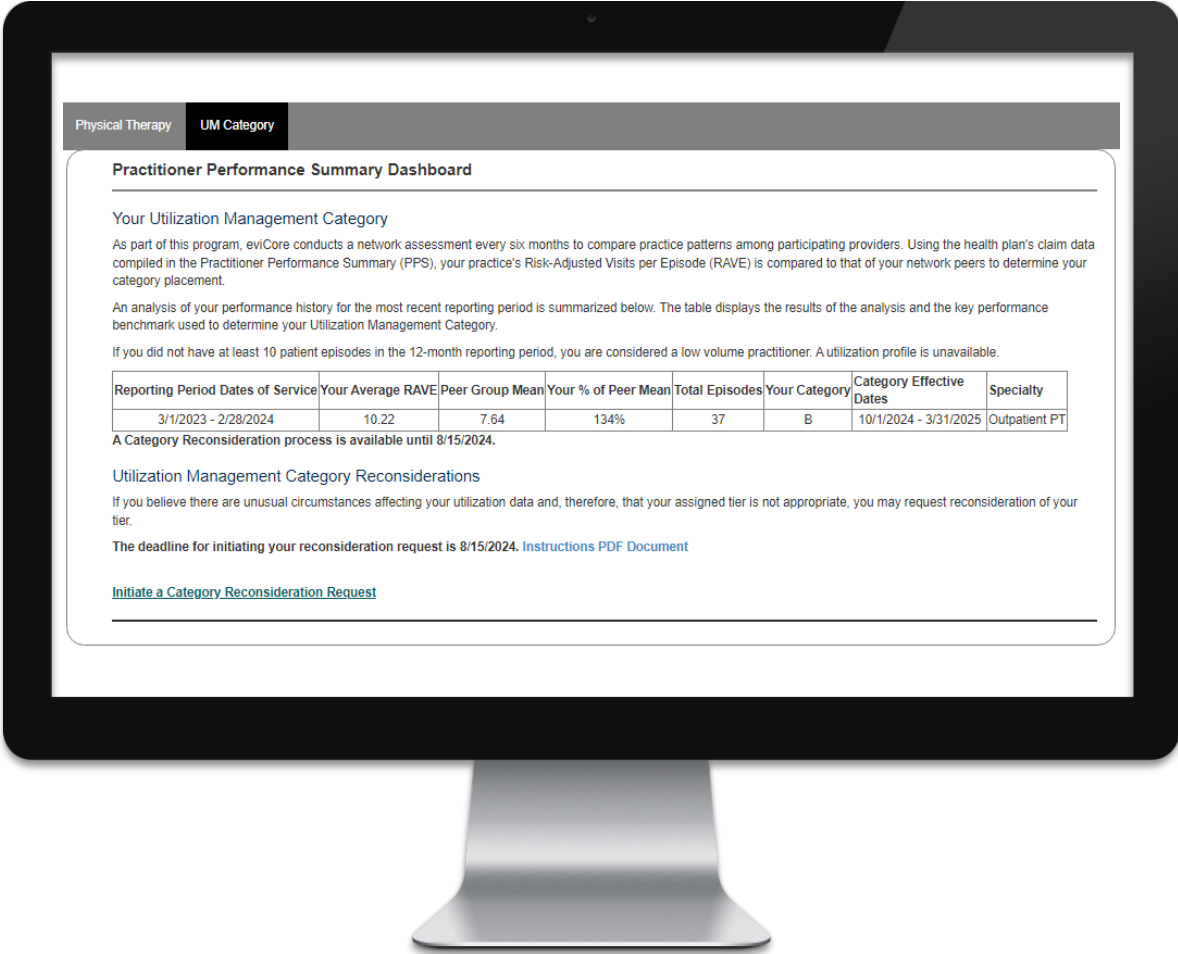 Physical Therapy UM Category
Practitioner Performance Summary Dashboard
Your Utilization Management Category
As part of this program, eviCore conducts a network assessment every six months to compare practice patterns among participating providers. Using the health plan's claim data
compiled in the Practitioner Performance Summary (PPS), your practice's Risk-Adjusted Visits per Episode (RAVE) is compared to that of your network peers to determine your
category placement.
An analysis of your performance history for the most recent reporting period is summarized below. The table displays the results of the analysis and the key performance
benchmark used to determine your Utilization Management Category.
If you did not have at least 10 patient episodes in the 12-month reporting period, you are considered a low volume practitioner. A utilization profile is unavailable.
Reporting Period Dates of Service Your Average RAVE Peer Group Mean Your % of Peer Mean Total Episodes Your Category Category Effective Dates Specialty
3/1/2023 - 2/28/2024 10.22 7.64 134% 37 B 10/1/2024 - 3/31/2025 Outpatient PT
A Category Reconsideration process is available until 8/15/2024.
Utilization Management Category Reconsiderations
If you believe there are unusual circumstances affecting your utilization data and, therefore, that your assigned tier is not appropriate, you may request reconsideration of your
tier.
The deadline for initiating your reconsideration request is 8/15/2024. Instructions PDF Document
Initiate a Category Reconsideration Request